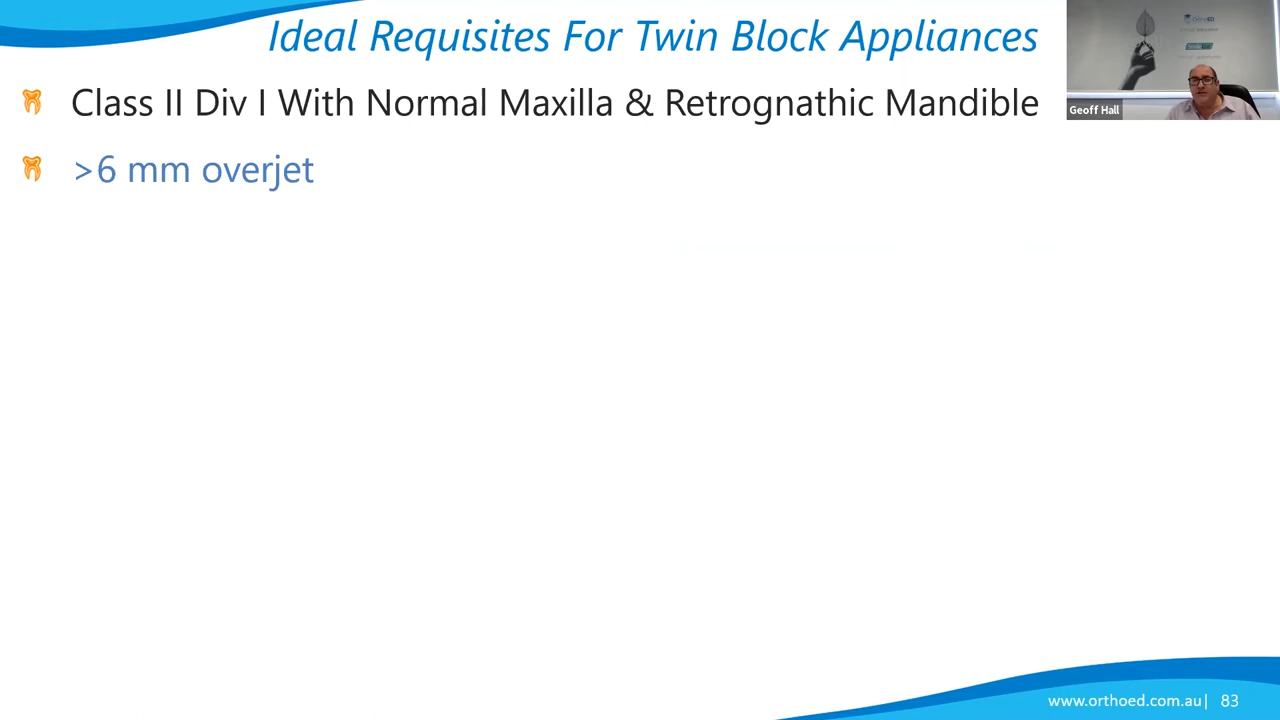 Ideal Requisites For Twin Block Appliances
Class II Div I With Normal Maxilla & Retrognathic Mandible
>6 mm overjet
Geoff Hall
www.orthoed.com.au| 83